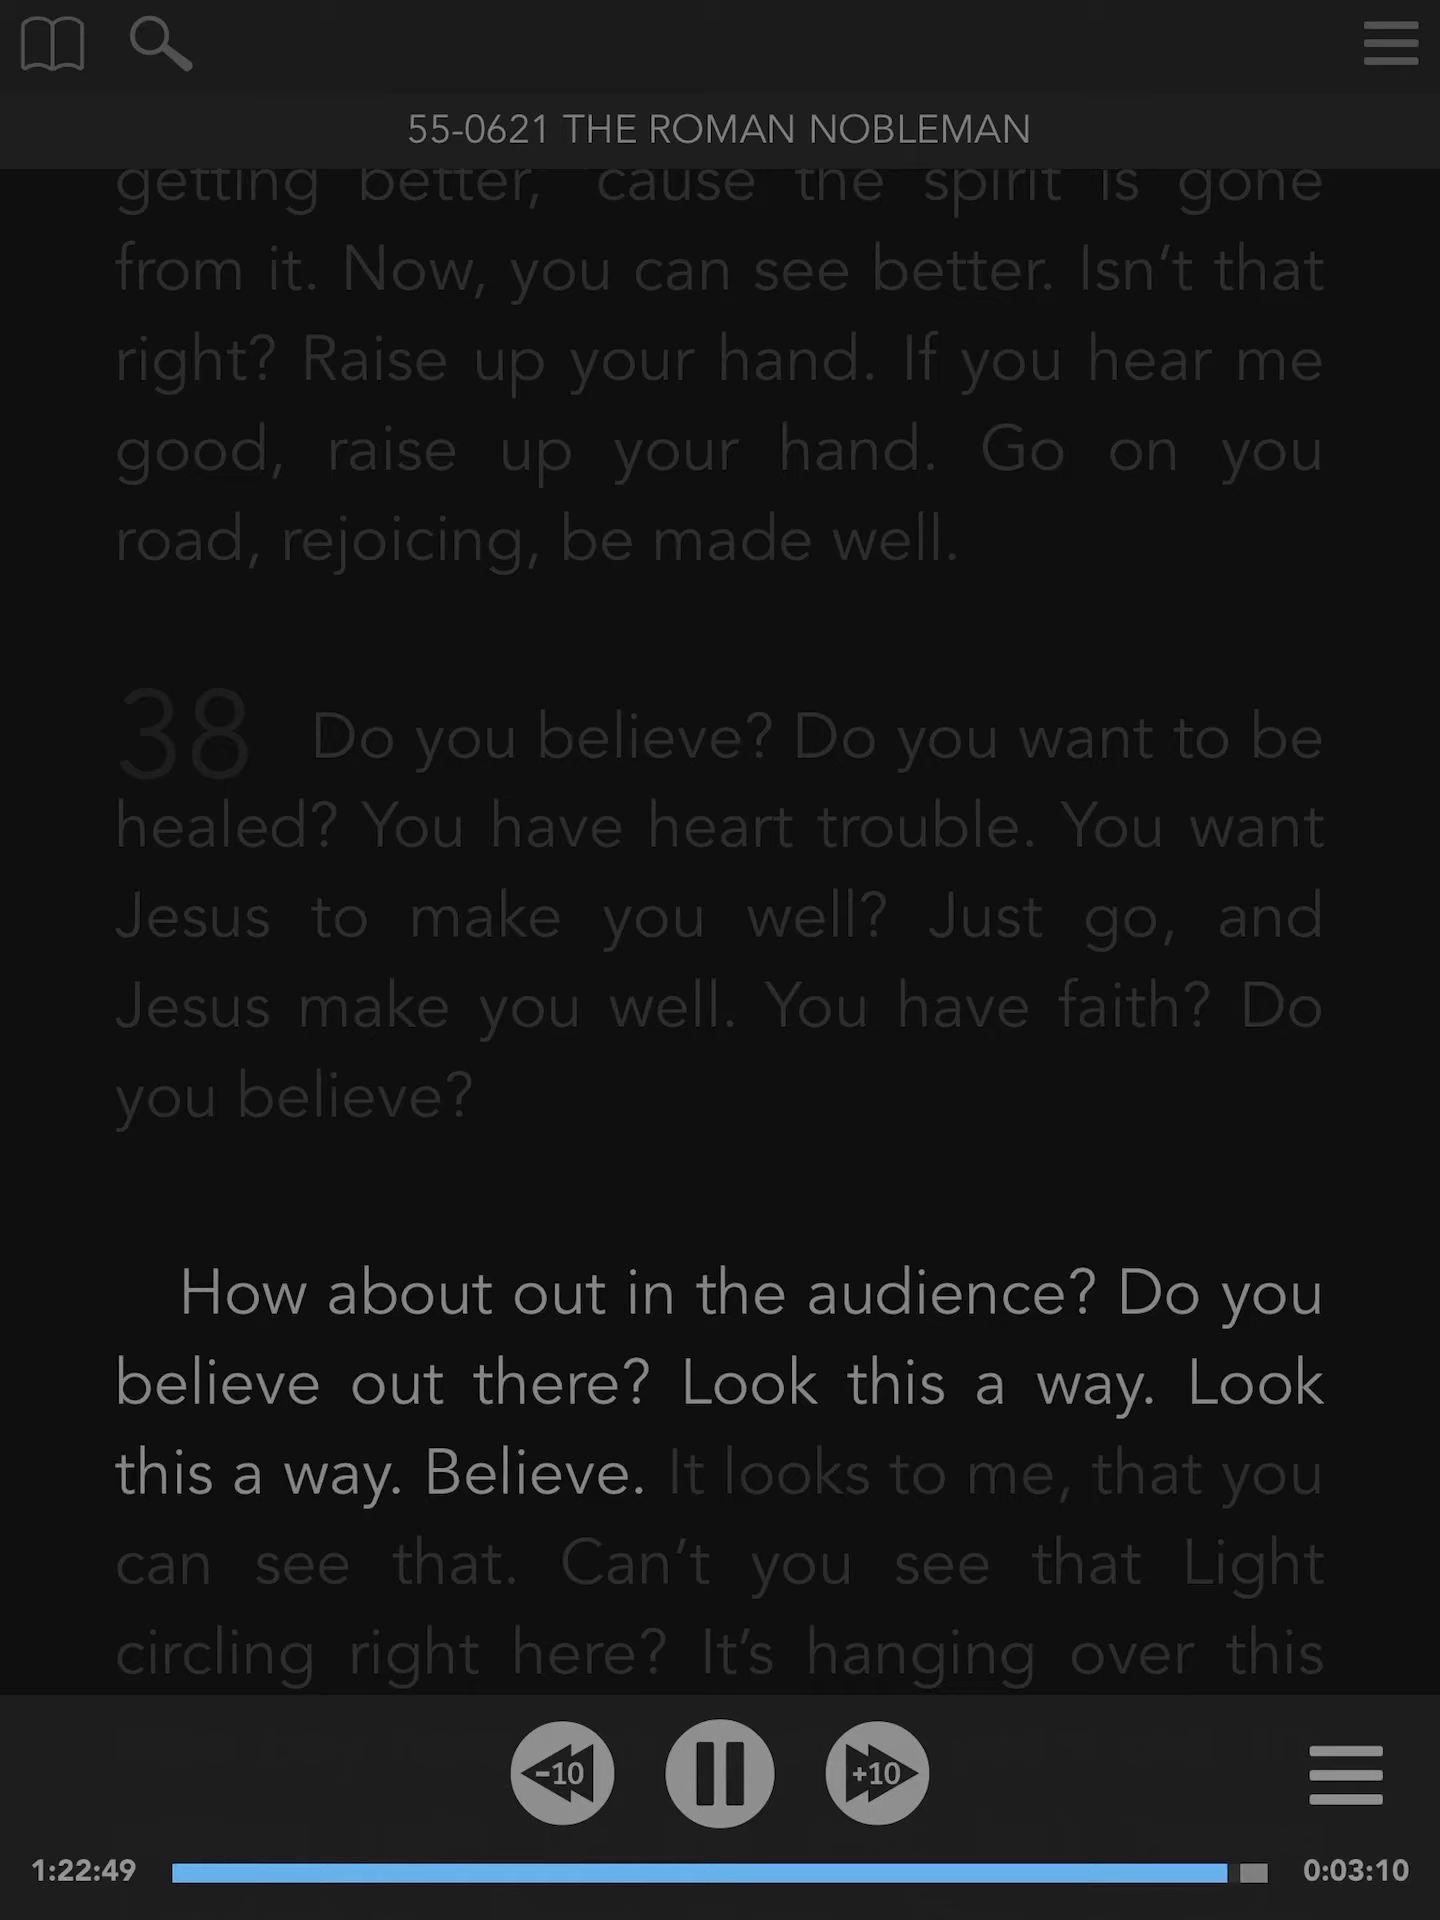 55-0621 THE ROMAN NOBLEMAN
getting better, ‘cause the spirit is gone
from it. Now, you can see better. Isn’t that
right? Raise up your hand. If you hear me
good, raise up your hand. Go on you
road, rejoicing, be made well.
38 Do you believe? Do you want to be
healed? You have heart trouble. You want
Jesus to make you well? Just go, and
Jesus make you well. You have faith? Do
you believe?
How about out in the audience? Do you
believe out there? Look this a way. Look
this a way. Believe. It looks to me, that you
can see that. Can’t you see that Light
circling right here? It’s hanging over this
-10 +10
1:22:49 0:03:10